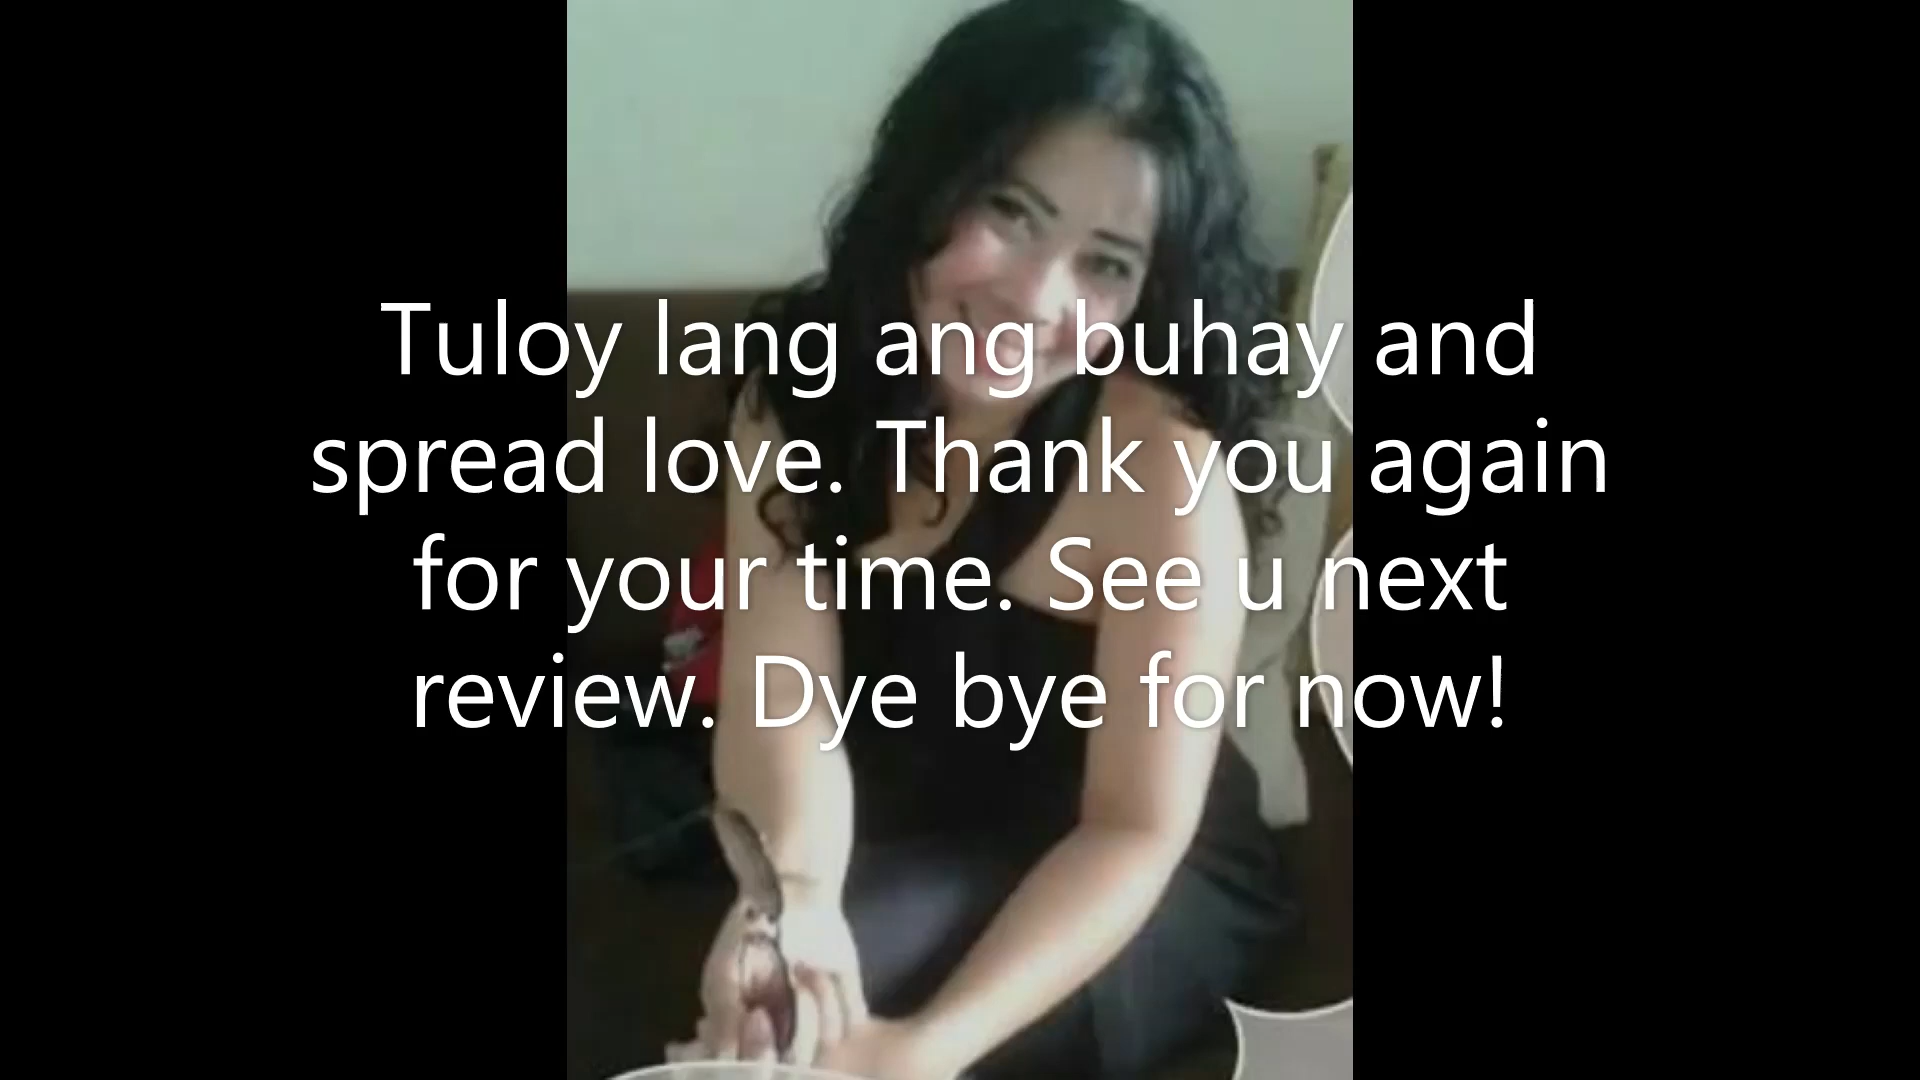 Tuloy lang ang buhay and
spread love. Thank you again
for your time. See u next
review. Dye bye for now!